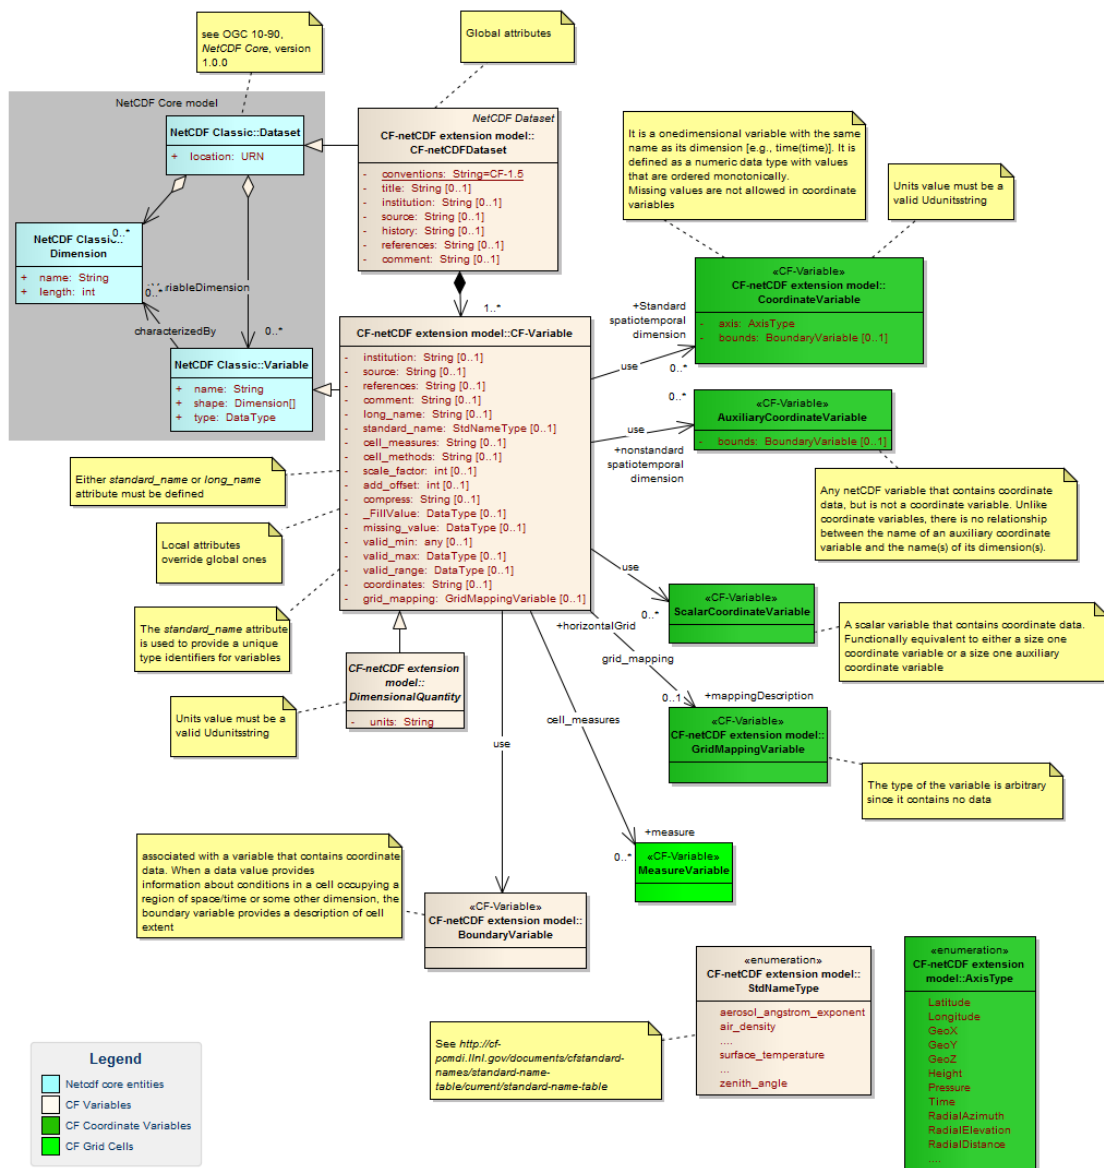 see OGC 10-90,
NetCDF Core, version
1.0.0
Global attributes
NetCDF Core model
NetCDF Classic::Dataset
+ location: URN
NetCDF Dataset
CF-netCDF extension model::
CF-netCDFDataset
- conventions: String=CF-1.5
- title: String [0..1]
- institution: String [0..1]
- source: String [0..1]
- history: String [0..1]
- references: String [0..1]
- comment: String [0..1]
It is a onedimensional variable with the same
name as its dimension [e.g., time(time)]. It is
defined as a numeric data type with values
that are ordered monotonically.
Missing values are not allowed in coordinate
variables
Units value must be a
valid Udunitsstring
NetCDF Classic::
Dimension
0..*
+ name: String
+ length: int
0..*
riableDimension
characterizedBy
0..*
NetCDF Classic::Variable
+ name: String
+ shape: Dimension[]
+ type: DataType
1..*
CF-netCDF extension model::CF-Variable
- institution: String [0..1]
- source: String [0..1]
- references: String [0..1]
- comment: String [0..1]
- long_name: String [0..1]
- standard_name: StdNameType [0..1]
- cell_measures: String [0..1]
- cell_methods: String [0..1]
- scale_factor: int [0..1]
- add_offset: int [0..1]
- compress: String [0..1]
- _FillValue: DataType [0..1]
- missing_value: DataType [0..1]
- valid_min: any [0..1]
- valid_max: DataType [0..1]
- valid_range: DataType [0..1]
- coordinates: String [0..1]
- grid_mapping: GridMappingVariable [0..1]
+Standard
spatiotemporal
dimension
use
0..*
«CF-Variable»
CF-netCDF extension model::
CoordinateVariable
- axis: AxisType
- bounds: BoundaryVariable [0..1]
0..*
use
+nonstandard
spatiotemporal
dimension
«CF-Variable»
AuxiliaryCoordinateVariable
- bounds: BoundaryVariable [0..1]
Any netCDF variable that contains coordinate
data, but is not a coordinate variable. Unlike
coordinate variables, there is no relationship
between the name of an auxiliary coordinate
variable and the name(s) of its dimension(s).
Either standard_name or long_name
attribute must be defined
Local attributes
override global ones
The standard_name attribute
is used to provide a unique
type identifiers for variables
Units value must be a
valid Udunitsstring
CF-netCDF extension
model::
DimensionalQuantity
- units: String
use
0..*
«CF-Variable»
ScalarCoordinateVariable
A scalar variable that contains coordinate data.
Functionally equivalent to either a size one
coordinate variable or a size one auxiliary
coordinate variable
+horizontalGrid
grid_mapping
0..1
+mappingDescription
«CF-Variable»
CF-netCDF extension model::
GridMappingVariable
The type of the variable is arbitrary
since it contains no data
cell_measures
use
+measure
0..*
«CF-Variable»
MeasureVariable
associated with a variable that contains coordinate
data. When a data value provides
information about conditions in a cell occupying a
region of space/time or some other dimension, the
boundary variable provides a description of cell
extent
«CF-Variable»
CF-netCDF extension model::
BoundaryVariable
«enumeration»
CF-netCDF extension model::
StdNameType
aerosol_angstrom_exponent
air_density
....
surface_temperature
...
zenith_angle
«enumeration»
CF-netCDF extension
model::AxisType
Latitude
Longitude
GeoX
GeoY
GeoZ
Height
Pressure
Time
RadialAzimuth
RadialElevation
RadialDistance
....
See http://cf-
pcmdi.llnl.gov/documents/cfstandard-
names/standard-name-
table/current/standard-name-table
Legend
Netcdf core entities
CF Variables
CF Coordinate Variables
CF Grid Cells